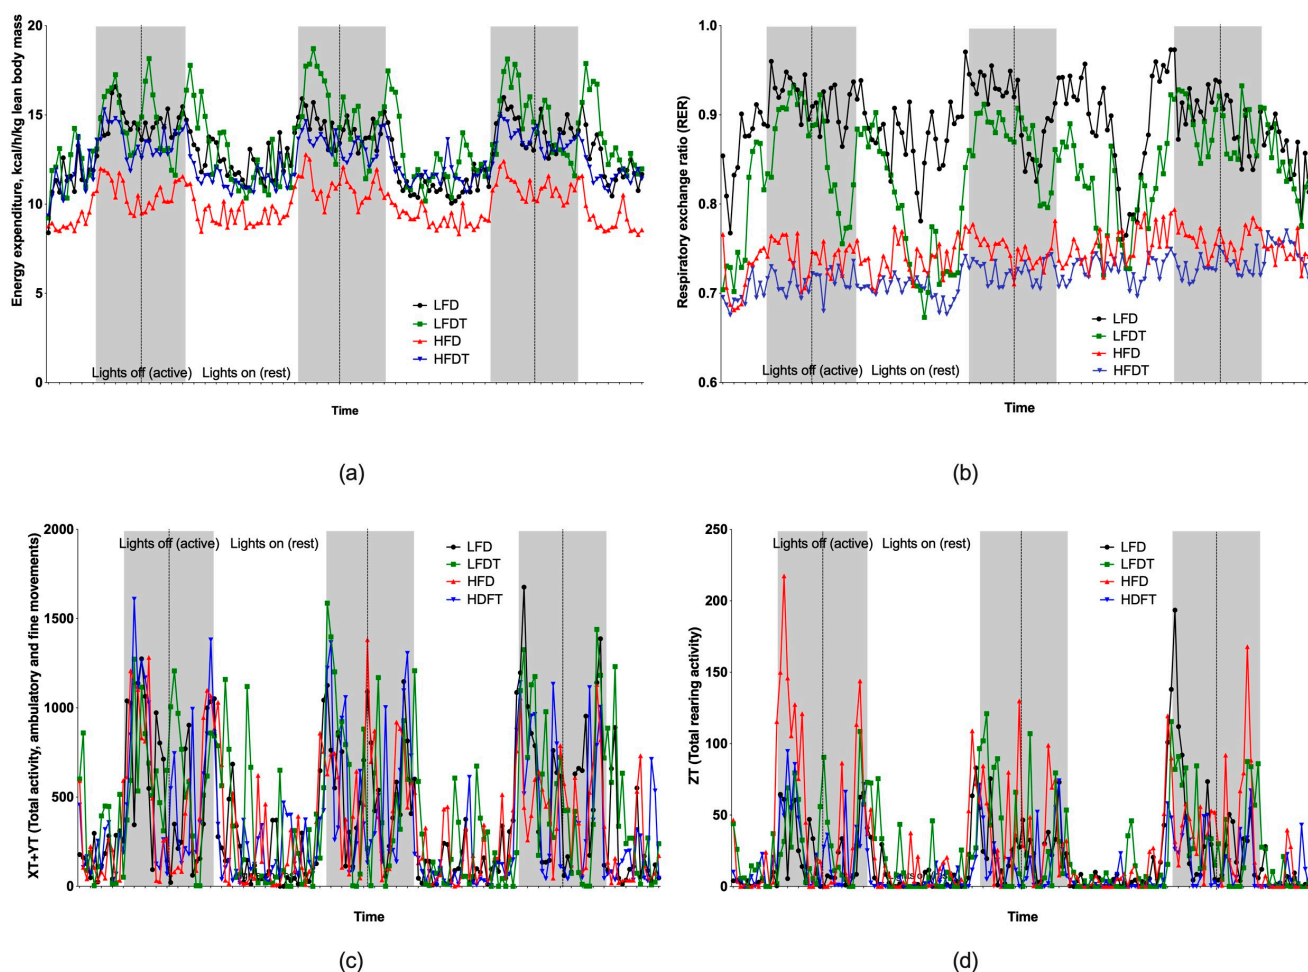 20
15
10
5
0
Energy expenditure, kcal/h/kg lean body mass
LFD
LFDT
HFD
HFDT
Lights off (active) Lights on (rest)
Time
(a)
1.0
0.9
0.8
0.7
0.6
Respiratory exchange ratio (RER)
LFD
LFDT
HFD
HFDT
Lights off (active) Lights on (rest)
Time
(b)
2000
1500
1000
500
0
XT+YT (Total activity, ambulatory and fine movements)
Lights off (active) Lights on (rest)
LFD
LFDT
HFD
HDFT
Time
(c)
250
200
150
100
50
0
ZT (Total rearing activity)
Lights off (active) Lights on (rest)
LFD
LFDT
HFD
HDFT
Time
(d)